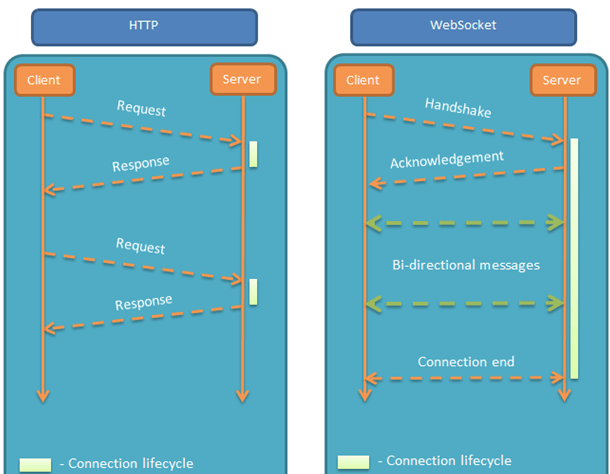 HTTP
Client
Server
Request
Response
Request
Response
- Connection lifecycle
WebSocket
Client
Server
Handshake
Acknowledgement
Bi-directional messages
Connection end
- Connection lifecycle